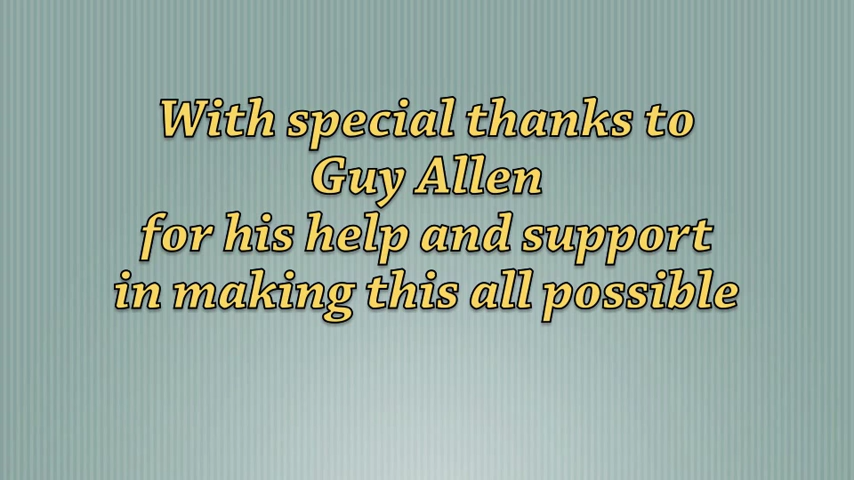 With special thanks to
Guy Allen
for his help and support
in making this all possible